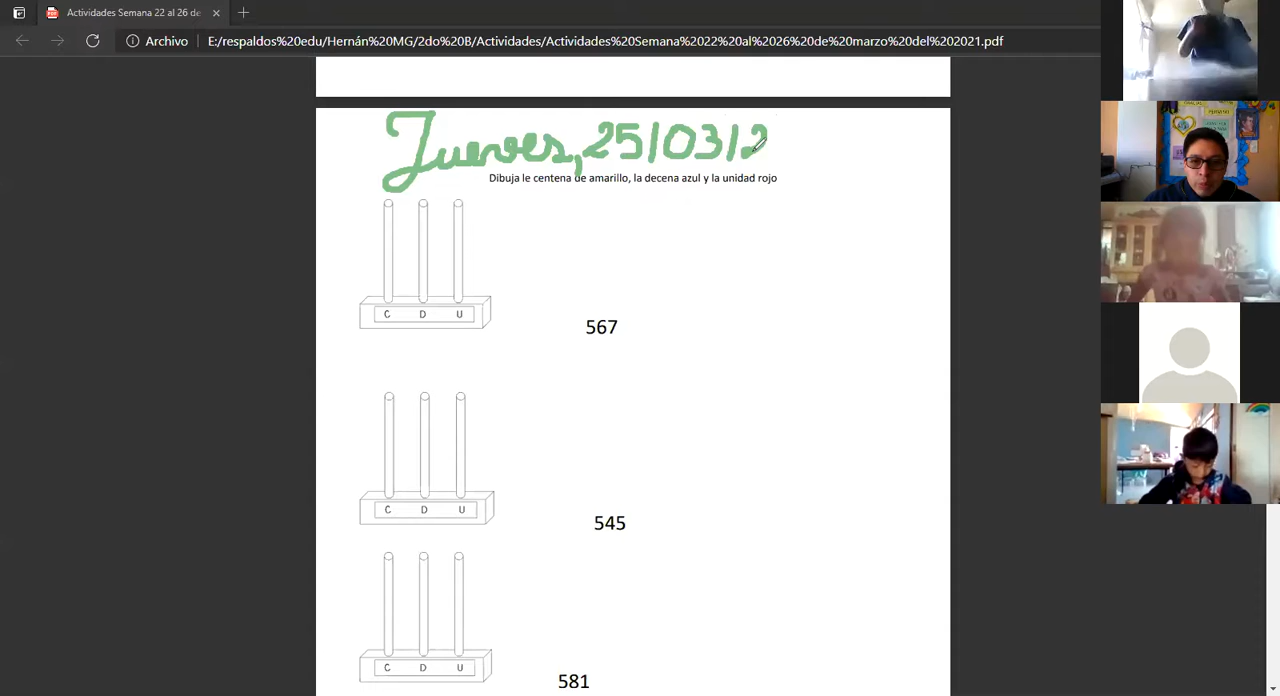 Actividades Semana 22 al 26 de
Archivo
E:/respaldos%20edu/Hernán%20MG/2do%20B/Actividades/Actividades%20Semana%2022%20al%2026%20de%20marzo%20del%202021.pdf
Jueves, 25/03/2
Dibuja le centena de amarillo, la decena azul y la unidad rojo
C D U
567
C D U
545
C D U
581